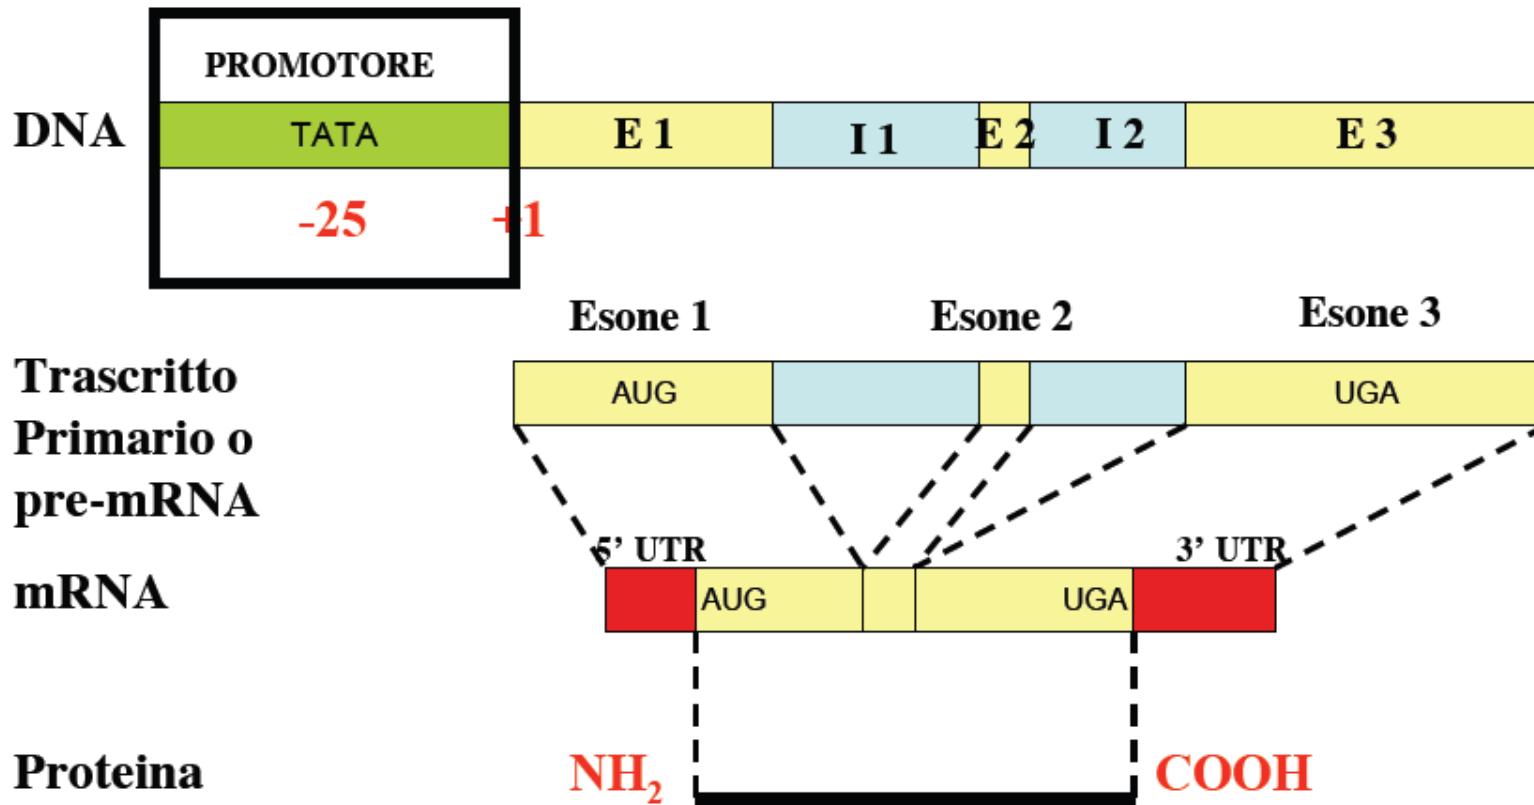 PROMOTORE
DNA TATA E 1 I 1 E 2 I 2 E 3
-25 +1
Esone 1 Esone 2 Esone 3
Trascritto
Primario o
pre-mRNA
AUG UGA
5’ UTR 3’ UTR
mRNA AUG UGA
Proteina NH2 COOH